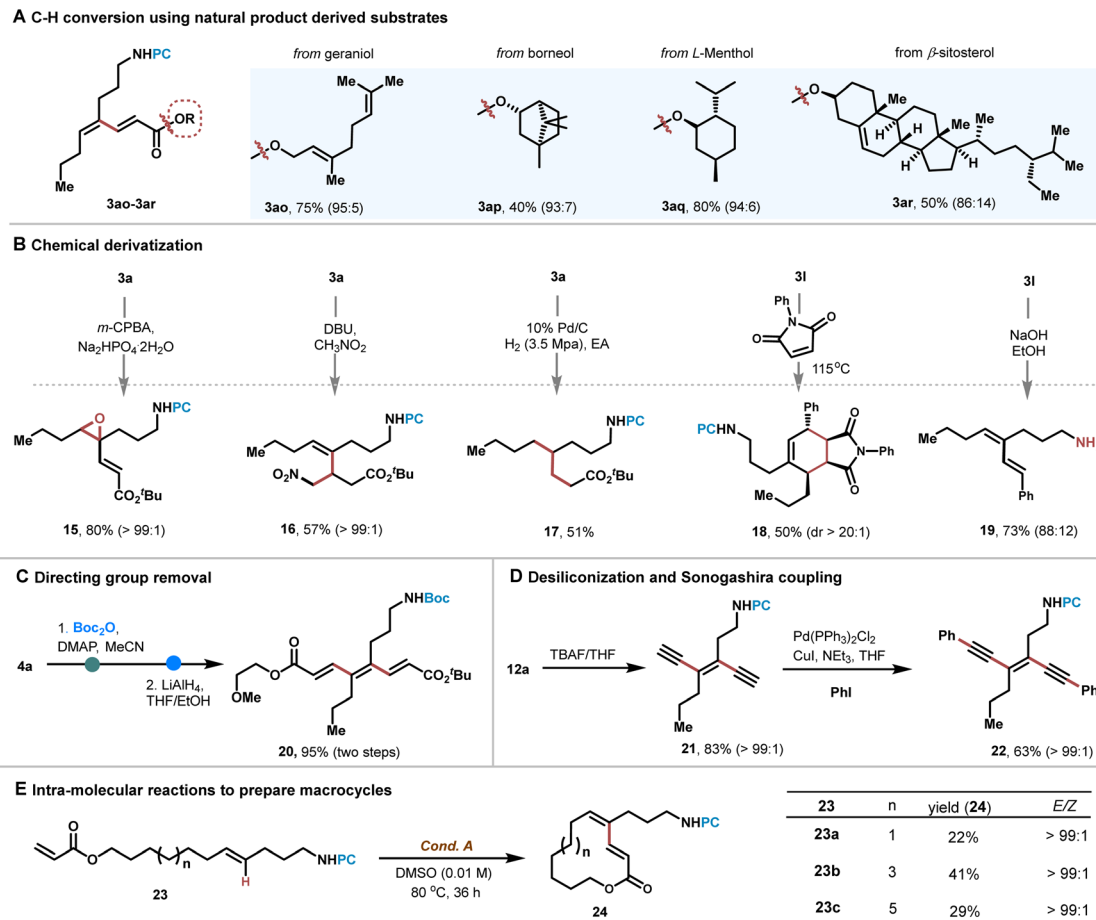 A C-H conversion using natural product derived substrates
from geraniol
from borneol
from L-Menthol
from β-sitosterol
NHPC
OR
O
Me
3ao-3ar
Me Me
O
Me
3ao, 75% (95:5)
O
Me
3ap, 40% (93:7)
O
Me
3aq, 80% (94:6)
O
Me
H
Me
H H
Me
Me
Me
Me
3ar, 50% (86:14)
B Chemical derivatization
3a
m-CPBA,
Na2HPO4·2H2O
3a
DBU,
CH3NO2
3a
10% Pd/C
H2 (3.5 Mpa), EA
3l
Ph
O N O
115°C
3l
NaOH
EtOH
Me
O
NHPC
CO2tBu
15, 80% (> 99:1)
Me
NHPC
NO2
CO2tBu
16, 57% (> 99:1)
Me
NHPC
CO2tBu
17, 51%
Ph
PCHN
O
N-Ph
O
Me
18, 50% (dr > 20:1)
Me
NH
Ph
19, 73% (88:12)
C Directing group removal
4a
1. Boc2O,
DMAP, MeCN
2. LiAlH4,
THF/EtOH
NHBoc
O
O
OMe
CO2tBu
Me
20, 95% (two steps)
D Desiliconization and Sonogashira coupling
12a
TBAF/THF
NHPC
Me
21, 83% (> 99:1)
Pd(PPh3)2Cl2
CuI, NEt3, THF
PhI
NHPC
Ph
Ph
Me
22, 63% (> 99:1)
E Intra-molecular reactions to prepare macrocycles
O
O
( )n
NHPC
H
23
Cond. A
DMSO (0.01 M)
80 °C, 36 h
NHPC
( )n
O O
24
23 n yield (24) E/Z
23a 1 22% > 99:1
23b 3 41% > 99:1
23c 5 29% > 99:1